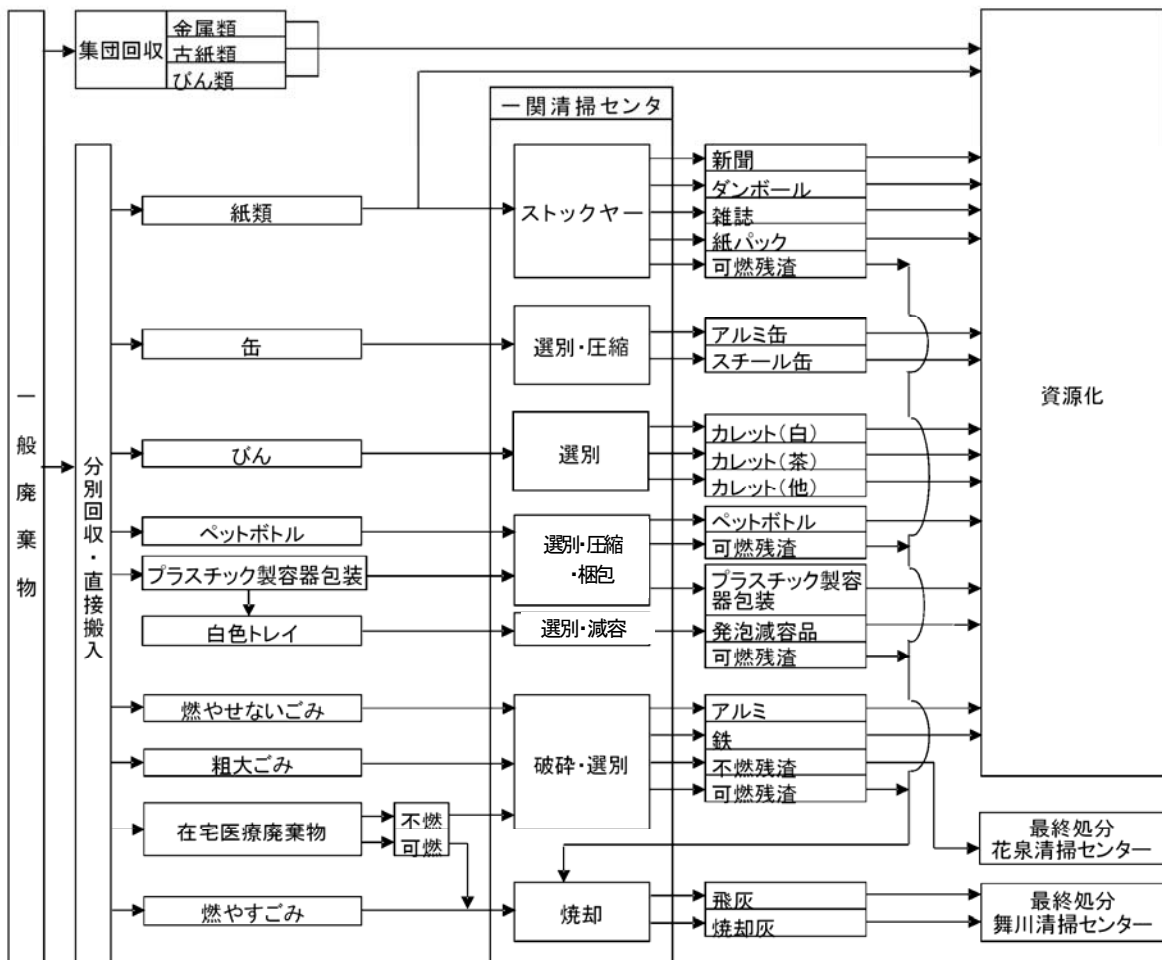 一般廃棄物
集団回収
金属類
古紙類
びん類
分別回収・直接搬入
紙類
缶
びん
ペットボトル
プラスチック製容器包装
白色トレイ
燃やせないごみ
粗大ごみ
在宅医療廃棄物
不燃
可燃
燃やすごみ
一関清掃センタ
ストックヤー
選別・圧縮
選別
選別・圧縮
・梱包
選別・減容
破砕・選別
焼却
新聞
ダンボール
雑誌
紙パック
可燃残渣
アルミ缶
スチール缶
カレット(白)
カレット(茶)
カレット(他)
ペットボトル
可燃残渣
プラスチック製容
器包装
発泡減容品
可燃残渣
アルミ
鉄
不燃残渣
可燃残渣
飛灰
焼却灰
資源化
最終処分
花泉清掃センター
最終処分
舞川清掃センター